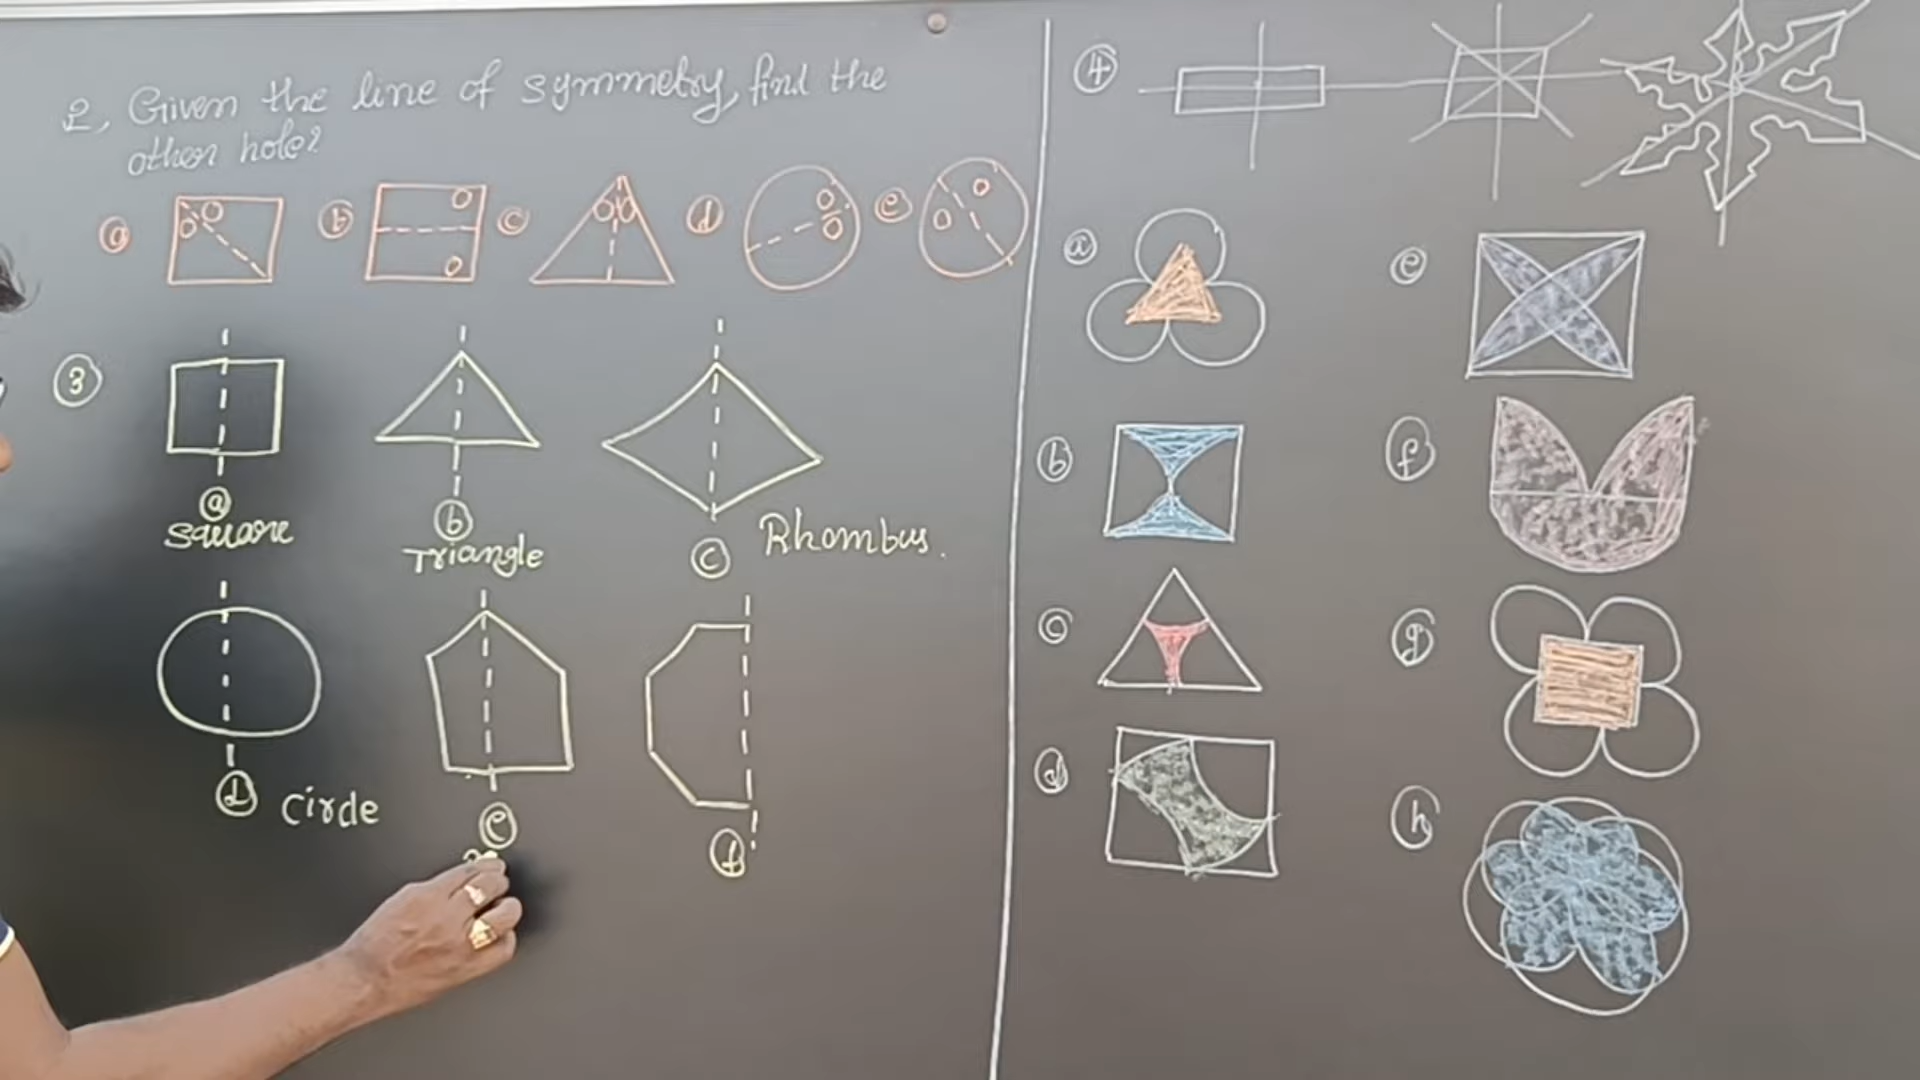 2, Given the line of symmetry, find the
other hole?
a b c d e
3
a b c
Square Triangle Rhombus.
d Circle e f
4
a e
b f
c g
d h